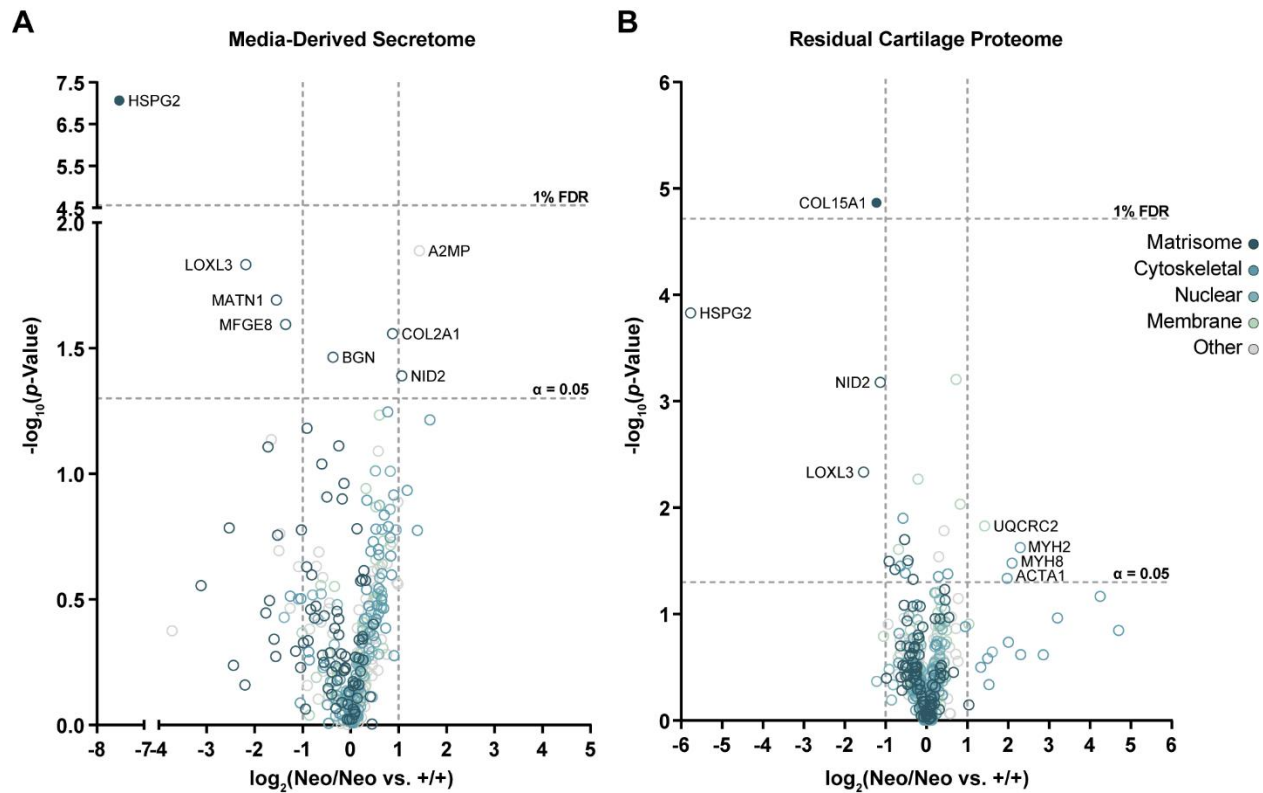 A
Media-Derived Secretome
7.5
6.5
5.5
4.5
2.0
1.5
1.0
0.5
0.0
-log10(p-Value)
HSPG2
1% FDR
A2MP
LOXL3
MATN1
MFGE8
COL2A1
BGN
NID2
α = 0.05
-8 -7 -4 -3 -2 -1 0 1 2 3 4 5
log2(Neo/Neo vs. +/+)
B
Residual Cartilage Proteome
6
5
4
3
2
1
0
-log10(p-Value)
COL15A1
1% FDR
HSPG2
NID2
LOXL3
UQCRC2
MYH2
MYH8
ACTA1
α = 0.05
-6 -5 -4 -3 -2 -1 0 1 2 3 4 5 6
log2(Neo/Neo vs. +/+)
Matrisome
Cytoskeletal
Nuclear
Membrane
Other